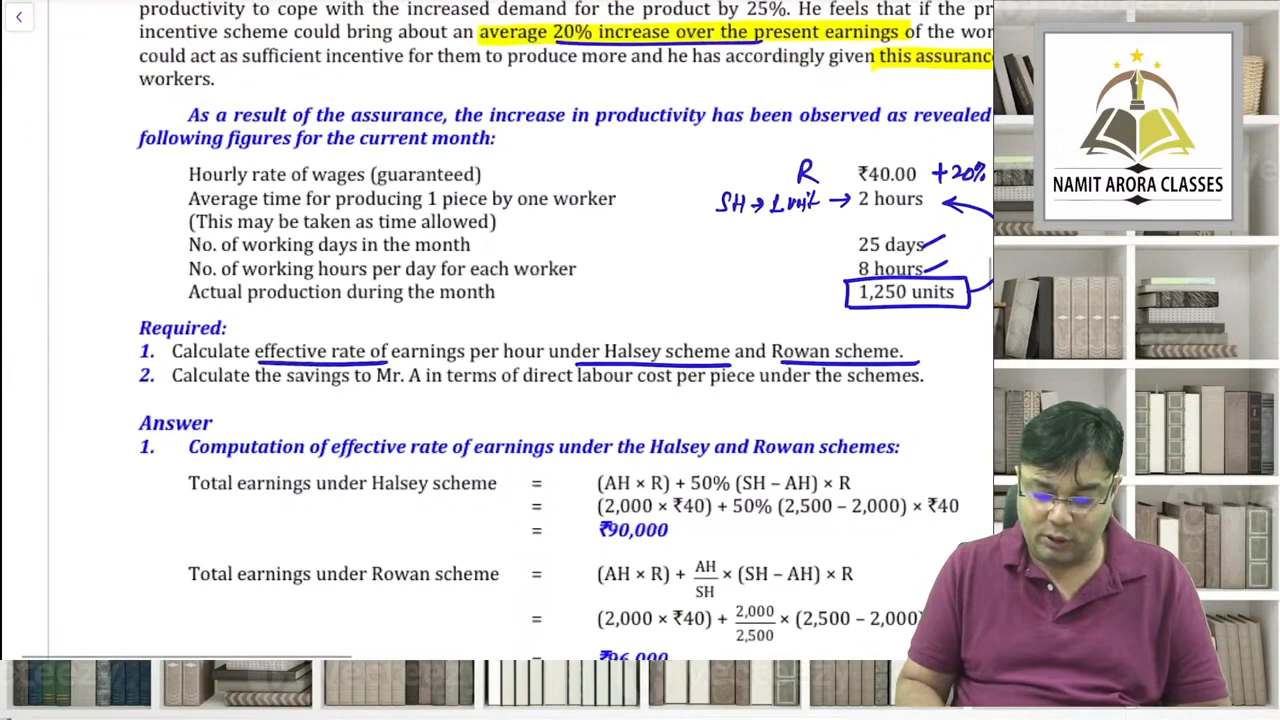 productivity to cope with the increased demand for the product by 25%. He feels that if the pr
incentive scheme could bring about an average 20% increase over the present earnings of the wor
could act as sufficient incentive for them to produce more and he has accordingly given this assuranc
workers.
As a result of the assurance, the increase in productivity has been observed as revealed
following figures for the current month:
Hourly rate of wages (guaranteed) R ₹40.00 +20%
Average time for producing 1 piece by one worker SH → 1 unit → 2 hours
(This may be taken as time allowed)
No. of working days in the month 25 days
No. of working hours per day for each worker 8 hours
Actual production during the month 1,250 units
Required:
1. Calculate effective rate of earnings per hour under Halsey scheme and Rowan scheme.
2. Calculate the savings to Mr. A in terms of direct labour cost per piece under the schemes.
Answer
1. Computation of effective rate of earnings under the Halsey and Rowan schemes:
Total earnings under Halsey scheme = (AH × R) + 50% (SH – AH) × R
= (2,000 × ₹40) + 50% (2,500 – 2,000) × ₹40
= ₹90,000
Total earnings under Rowan scheme = (AH × R) + AH/SH × (SH – AH) × R
= (2,000 × ₹40) + 2,000/2,500 × (2,500 – 2,000)
= ₹96,000
NAMIT ARORA CLASSES